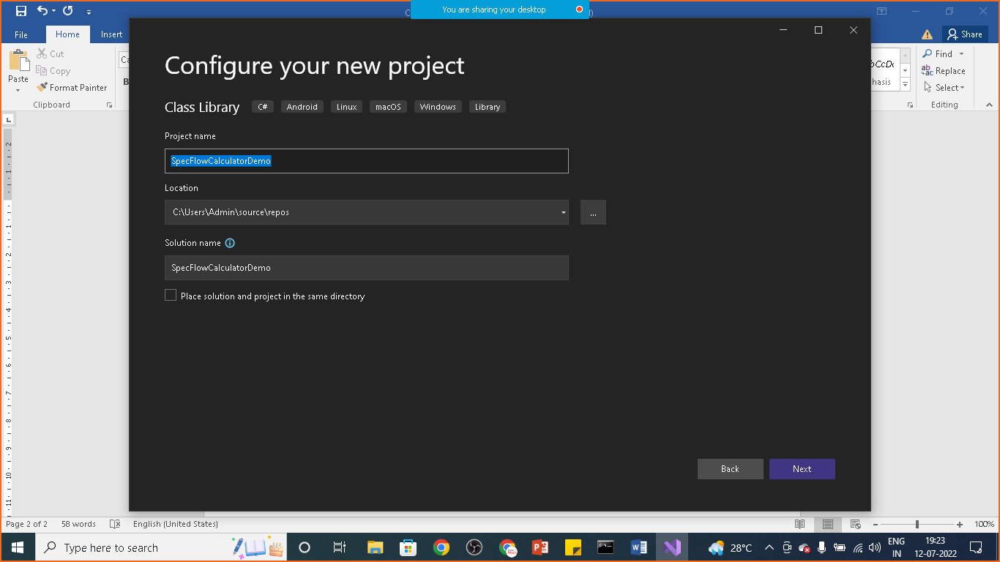 You are sharing your desktop
File
Home
Insert
Share
Paste
Cut
Copy
Format Painter
Clipboard
Ca
B
Find
Replace
Select
Editing
Configure your new project
Class Library
C#
Android
Linux
macOS
Windows
Library
Project name
SpecFlowCalculatorDemo
Location
C:\Users\Admin\source\repos
...
Solution name
SpecFlowCalculatorDemo
Place solution and project in the same directory
Back
Next
Page 2 of 2
58 words
English (United States)
100%
Type here to search
28°C
ENG
IN
19:23
12-07-2022